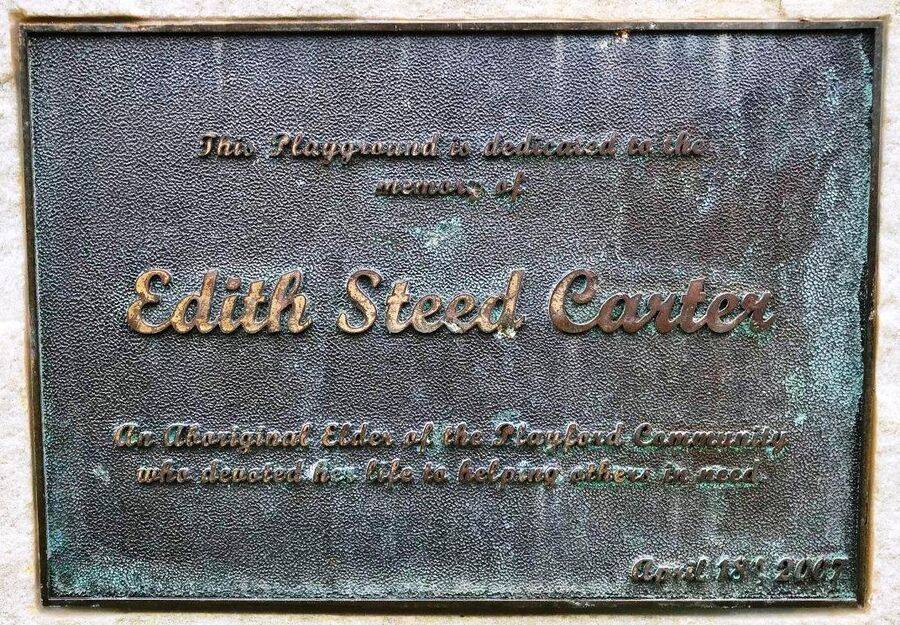 This Playground is dedicated to the
memory of
Edith Steed Carter
An Aboriginal Elder of the Playford Community
who devoted her life to helping others in need
April 18ᵗ 2007